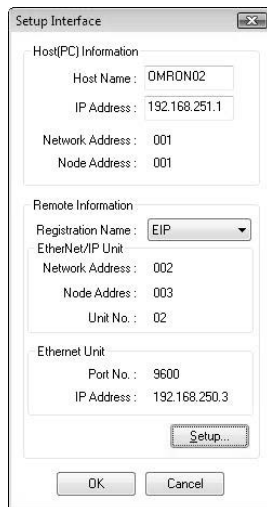 Setup Interface
Host(PC) Information
Host Name : OMRON02
IP Address : 192.168.251.1
Network Address : 001
Node Address : 001
Remote Information
Registration Name : EIP
EtherNet/IP Unit
Network Address : 002
Node Addres : 003
Unit No. : 02
Ethernet Unit
Port No. : 9600
IP Address : 192.168.250.3
Setup...
OK Cancel